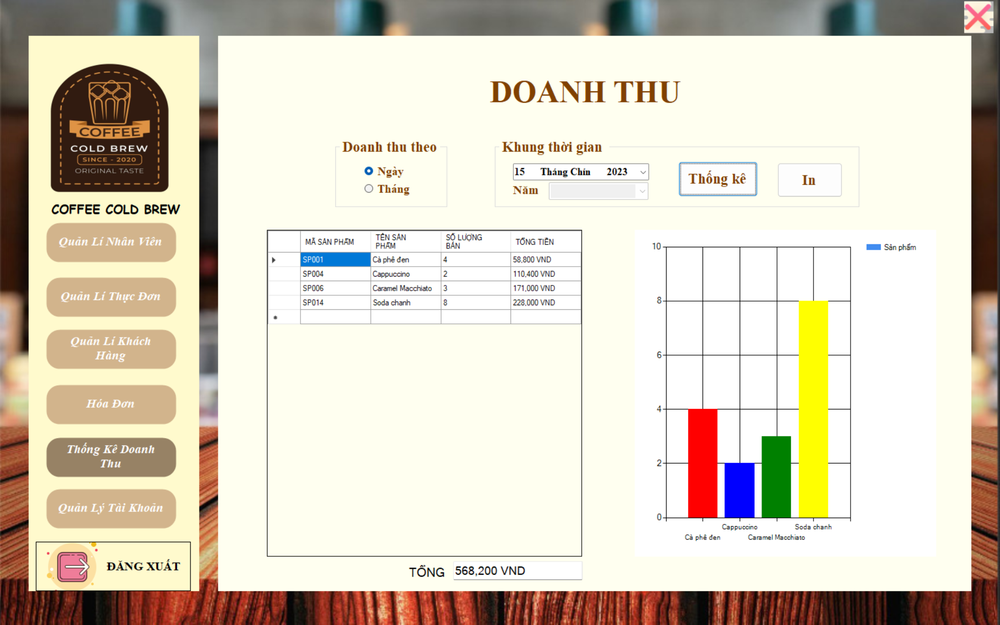 COFFEE
COLD BREW
SINCE - 2020
ORIGINAL TASTE
COFFEE COLD BREW
Quản Lí Nhân Viên
Quản Lí Thực Đơn
Quản Lí Khách
Hàng
Hóa Đơn
Thống Kê Doanh
Thu
Quản Lý Tài Khoản
ĐĂNG XUẤT
DOANH THU
Doanh thu theo
Ngày
Tháng
Khung thời gian
15 Tháng Chín 2023
Năm
Thống kê
In
MÃ SẢN PHẨM TÊN SẢN PHẨM SỐ LƯỢNG BÁN TỔNG TIỀN
SP001 Cà phê đen 4 58,800 VND
SP004 Cappuccino 2 110,400 VND
SP006 Caramel Macchiato 3 171,000 VND
SP014 Soda chanh 8 228,000 VND
TỔNG 568,200 VND
10
8
6
4
2
0
Cappuccino Soda chanh
Cà phê đen Caramel Macchiato
Sản phẩm